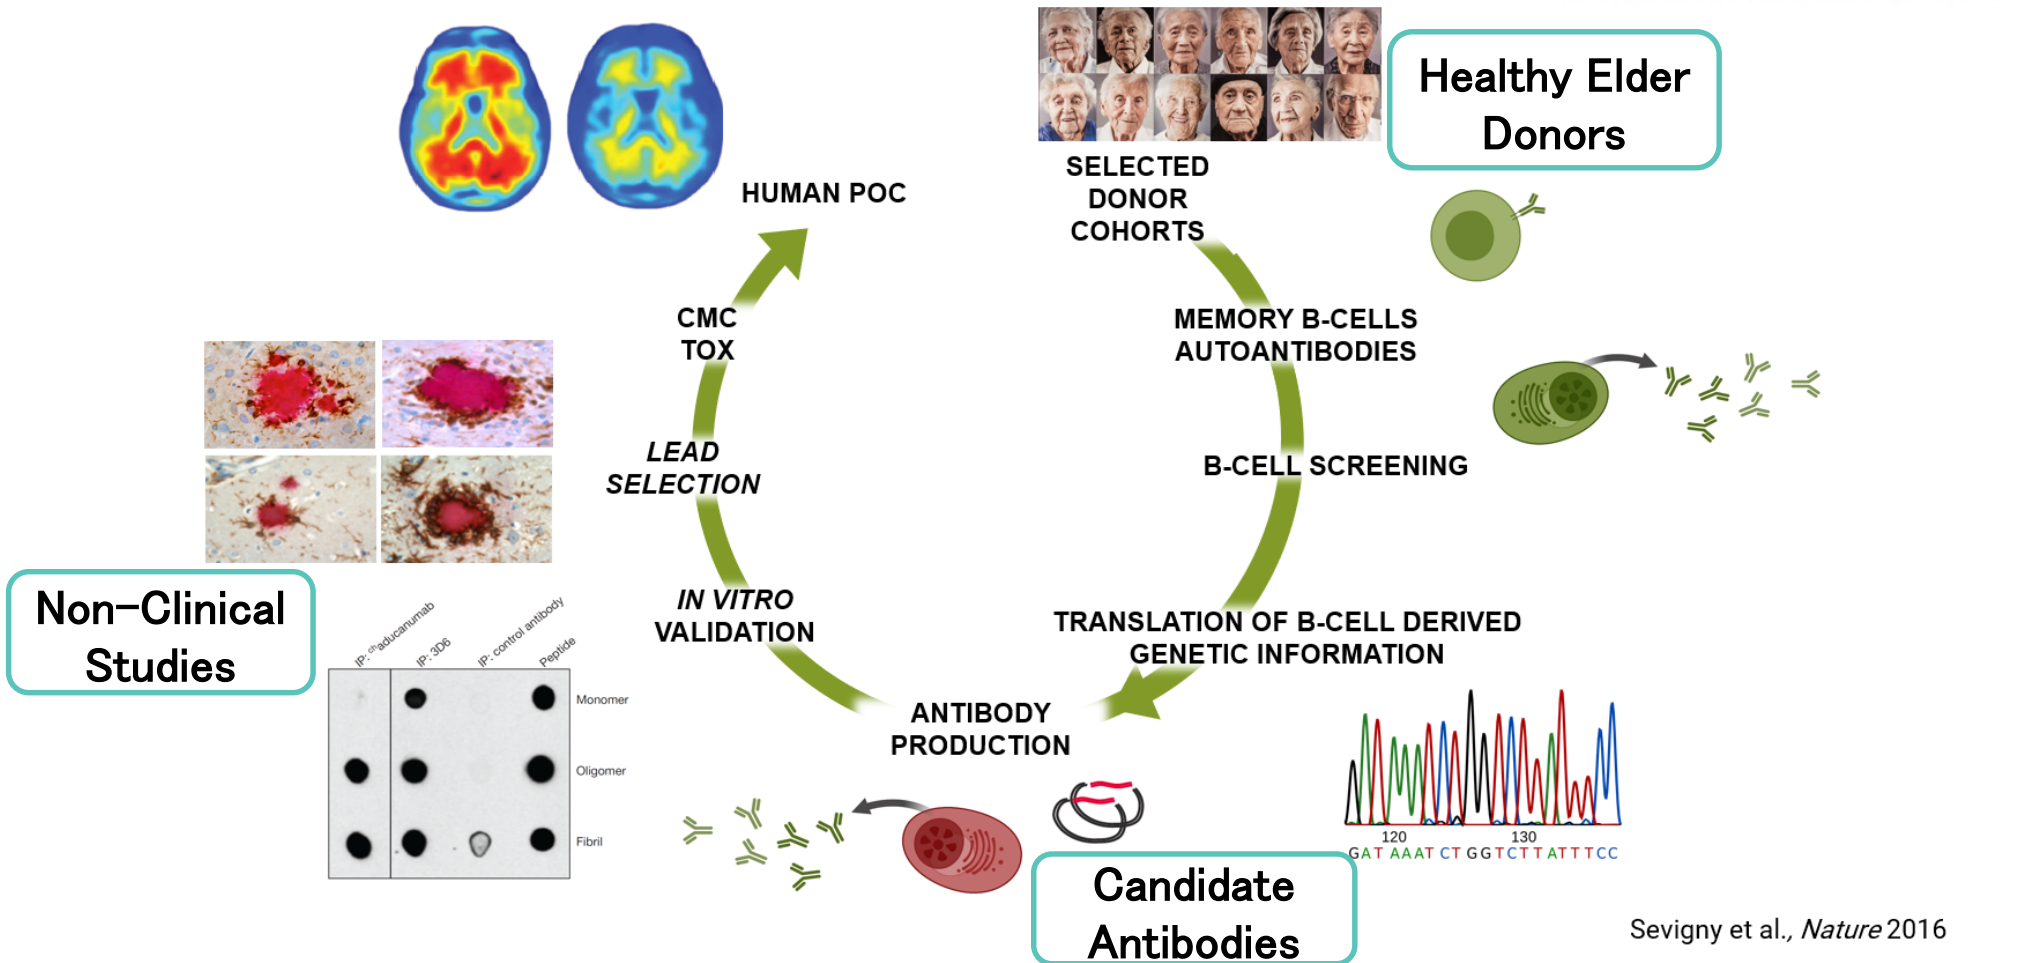 Healthy Elder
Donors
SELECTED
DONOR
COHORTS
HUMAN POC
MEMORY B-CELLS
AUTOANTIBODIES
CMC
TOX
B-CELL SCREENING
LEAD
SELECTION
TRANSLATION OF B-CELL DERIVED
GENETIC INFORMATION
IN VITRO
VALIDATION
ANTIBODY
PRODUCTION
Non-Clinical
Studies
IP: chaducanumab
IP: 3D6
IP: control antibody
Peptide
Monomer
Oligomer
Fibril
120 130
GAT AAAT CT GGTCTT ATTTCC
Candidate
Antibodies
Sevigny et al., Nature 2016